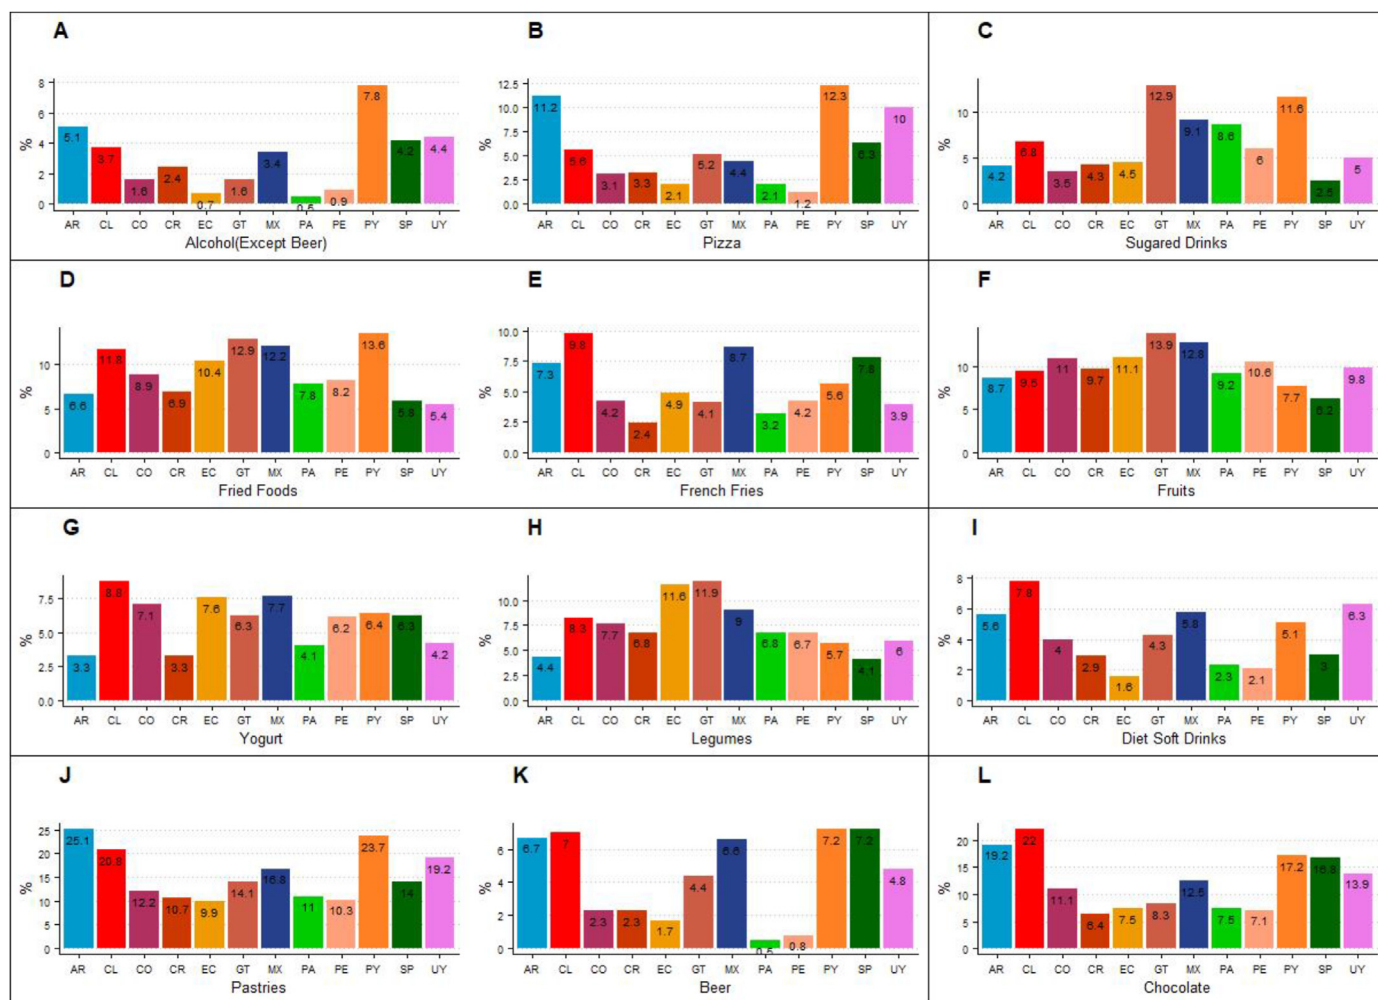 A B C
8 12.5
6 10.0 10
4 7.5
2 5.0 5
0 2.5
0.0 0
% % %
5.1 3.7 1.6 2.4 0.7 1.6 3.4 0.5 0.9 7.8 4.2 4.4
11.2 5.6 3.1 3.3 2.1 5.2 4.4 2.1 1.2 12.3 6.3 10
4.2 6.8 3.5 4.3 4.5 12.9 9.1 8.6 6 11.6 2.5 5
AR CL CO CR EC GT MX PA PE PY SP UY
AR CL CO CR EC GT MX PA PE PY SP UY
AR CL CO CR EC GT MX PA PE PY SP UY
Alcohol(Except Beer) Pizza Sugared Drinks
D E F
10 10.0 10
5 7.5 5
0 5.0 0
2.5
0.0
% % %
6.6 11.8 8.9 6.9 10.4 12.9 12.2 7.8 8.2 13.6 5.8 5.4
7.3 9.8 4.2 2.4 4.9 4.1 8.7 3.2 4.2 5.6 7.8 3.9
8.7 9.5 11 9.7 11.1 13.9 12.8 9.2 10.6 7.7 6.2 9.8
AR CL CO CR EC GT MX PA PE PY SP UY
AR CL CO CR EC GT MX PA PE PY SP UY
AR CL CO CR EC GT MX PA PE PY SP UY
Fried Foods French Fries Fruits
G H I
7.5 10.0 8
5.0 7.5 6
2.5 5.0 4
0.0 2.5 2
0.0 0
% % %
3.3 8.8 7.1 3.3 7.6 6.3 7.7 4.1 6.2 6.4 6.3 4.2
4.4 8.3 7.7 6.8 11.6 11.9 9 6.8 6.7 5.7 4.1 6
5.6 7.8 4 2.9 1.6 4.3 5.8 2.3 2.1 5.1 3 6.3
AR CL CO CR EC GT MX PA PE PY SP UY
AR CL CO CR EC GT MX PA PE PY SP UY
AR CL CO CR EC GT MX PA PE PY SP UY
Yogurt Legumes Diet Soft Drinks
J K L
25 6 20
20 4 15
15 2 10
10 0 5
5 0
0
% % %
25.1 20.8 12.2 10.7 9.9 14.1 16.8 11 10.3 23.7 14 19.2
6.7 7 2.3 2.3 1.7 4.4 6.6 0.5 0.8 7.2 7.2 4.8
19.2 22 11.1 6.4 7.5 8.3 12.5 7.5 7.1 17.2 16.8 13.9
AR CL CO CR EC GT MX PA PE PY SP UY
AR CL CO CR EC GT MX PA PE PY SP UY
AR CL CO CR EC GT MX PA PE PY SP UY
Pastries Beer Chocolate